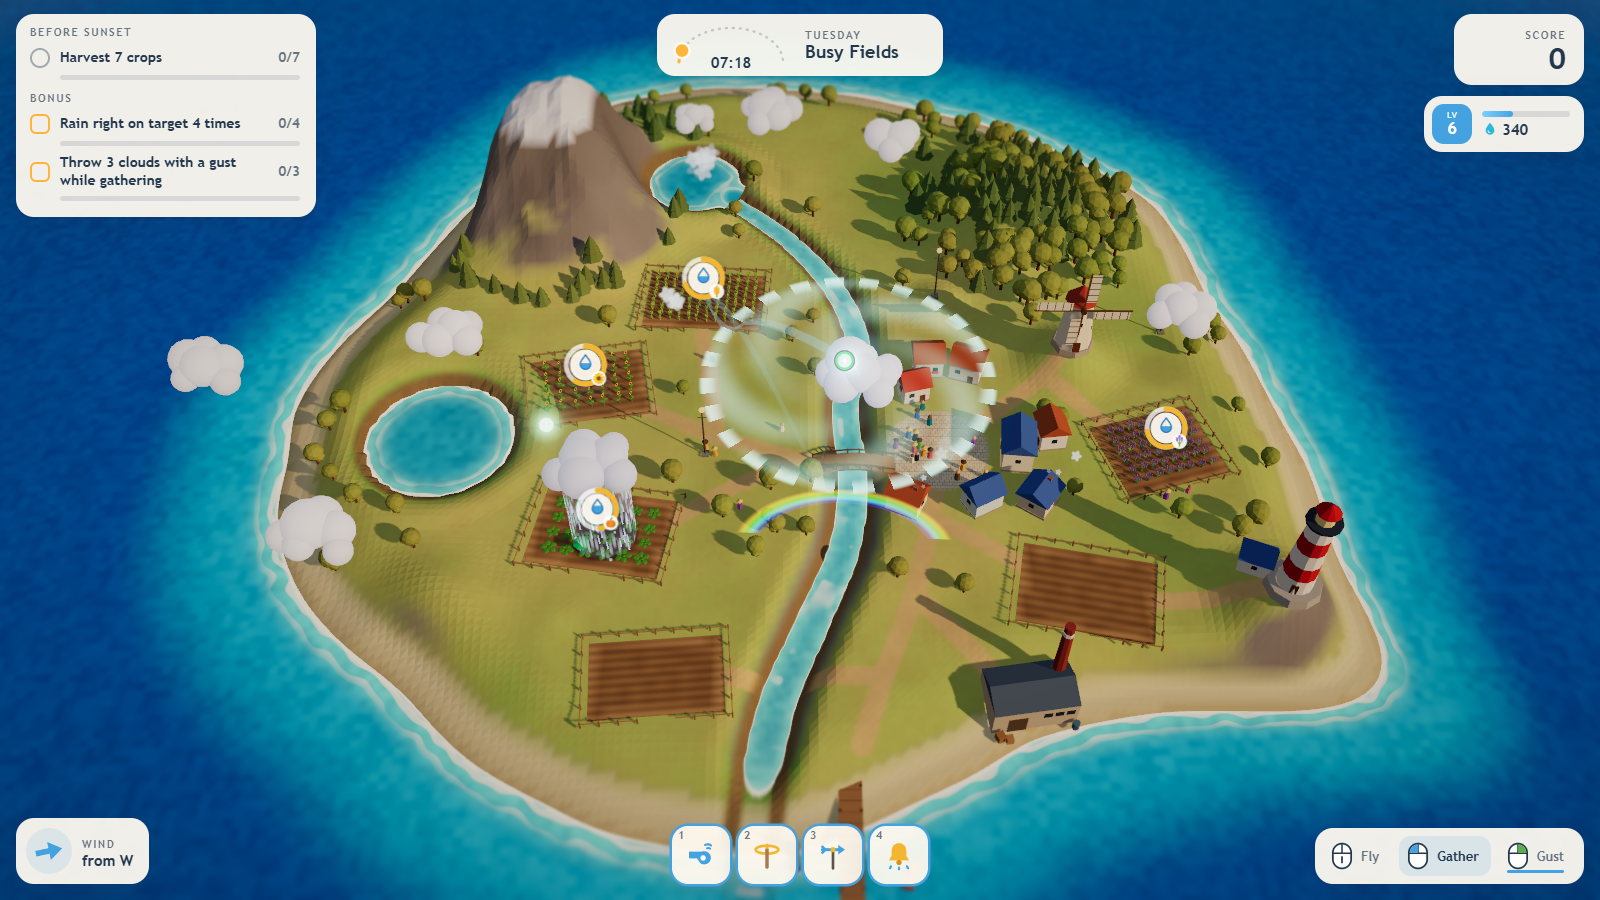 BEFORE SUNSET
Harvest 7 crops 0/7
BONUS
Rain right on target 4 times 0/4
Throw 3 clouds with a gust
while gathering 0/3
07:18
TUESDAY
Busy Fields
SCORE
0
LV
6
340
WIND
from W
1
2
3
4
Fly
Gather
Gust